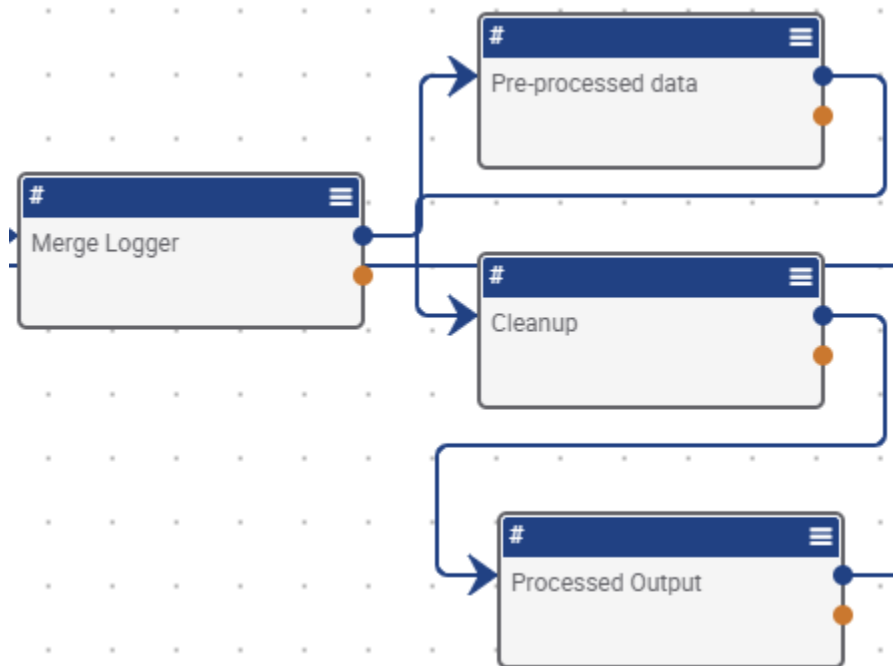 #
Pre-processed data
#
Merge Logger
#
Cleanup
#
Processed Output